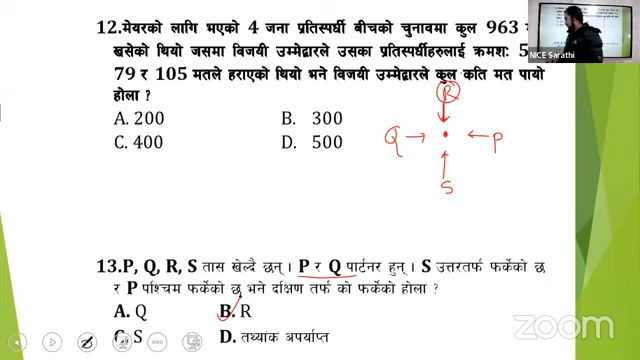 12.मेयरको लागि भएको 4 जना प्रतिस्पर्धी बीचको चुनावमा कुल 963
खसेको थियो जसमा विजयी उम्मेद्वारले उसका प्रतिस्पर्धीहरुलाई क्रमश: 5
79 र 105 मतले हराएको थियो भने विजयी उम्मेद्वारले कुल कति मत पायो
होला ?
A. 200 B. 300
C. 400 D. 500
R
Q → ← P
S
13.P, Q, R, S तास खेल्दै छन् । P र Q पार्टनर हुन् । S उत्तरतर्फ फर्केको छ
र P पश्चिम फर्केको छ भने दक्षिण तर्फ को फर्केको होला ?
A. Q B. R
C. S D. तथ्यांक अपर्याप्त
NICE Sarathi
zoom